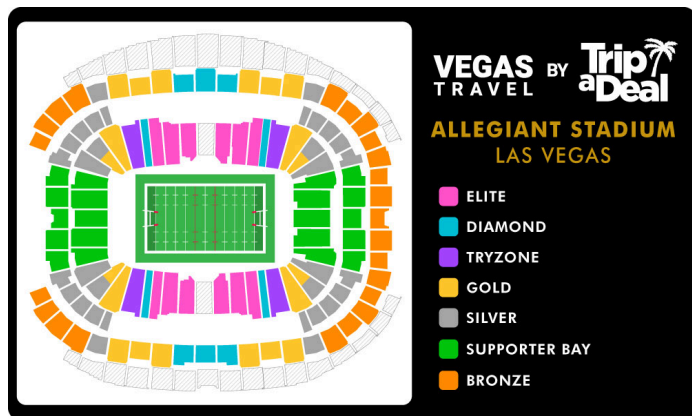 VEGAS BY Trip
TRAVEL a Deal
ALLEGIANT STADIUM
LAS VEGAS
ELITE
DIAMOND
TRYZONE
GOLD
SILVER
SUPPORTER BAY
BRONZE